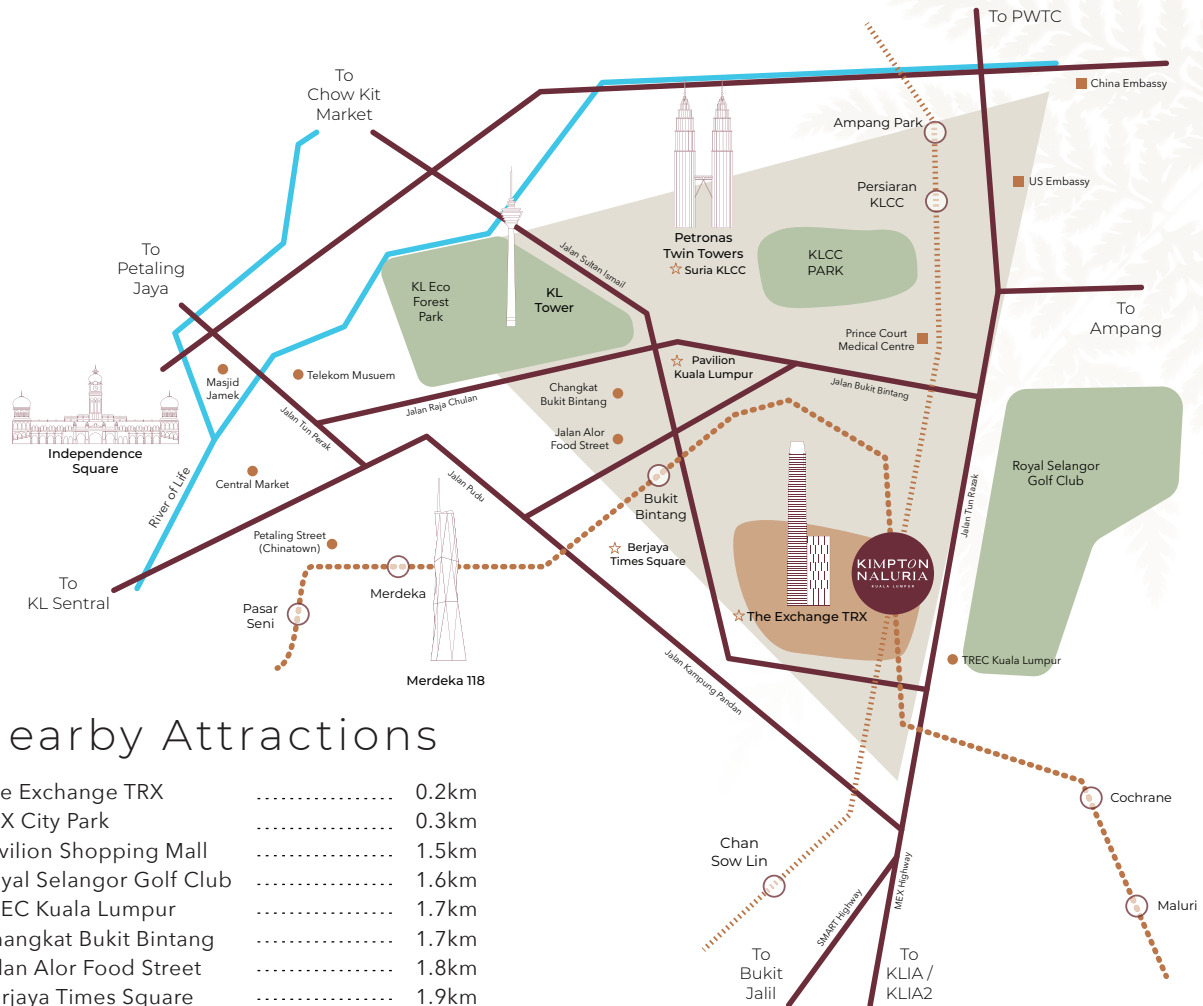 To PWTC
To
Chow Kit
Market
China Embassy
Ampang Park
US Embassy
Persiaran
KLCC
To
Petaling
Jaya
Petronas
Twin Towers
Suria KLCC
KLCC
PARK
Jalan Sultan Ismail
KL Eco
Forest
Park
KL
Tower
To
Ampang
Prince Court
Medical Centre
Masjid
Jamek
Telekom Musuem
Pavilion
Kuala Lumpur
Changkat
Bukit Bintang
Jalan Bukit Bintang
Jalan Raja Chulan
Jalan Tun Perak
Jalan Alor
Food Street
Independence
Square
Central Market
River of Life
Jalan Pudu
Bukit
Bintang
Royal Selangor
Golf Club
Jalan Tun Razak
Petaling Street
(Chinatown)
Berjaya
Times Square
KIMPTON
NALURIA
KUALA LUMPUR
To
KL Sentral
Merdeka
Pasar
Seni
The Exchange TRX
TREC Kuala Lumpur
Merdeka 118
Jalan Kampung Pandan
earby Attractions
e Exchange TRX .................... 0.2km
X City Park .................... 0.3km
vilion Shopping Mall .................... 1.5km
yal Selangor Golf Club .................... 1.6km
EC Kuala Lumpur .................... 1.7km
hangkat Bukit Bintang .................... 1.7km
lan Alor Food Street .................... 1.8km
rjaya Times Square .................... 1.9km
Cochrane
Chan
Sow Lin
MEX Highway
SMART Highway
Maluri
To
Bukit
Jalil
To
KLIA /
KLIA2